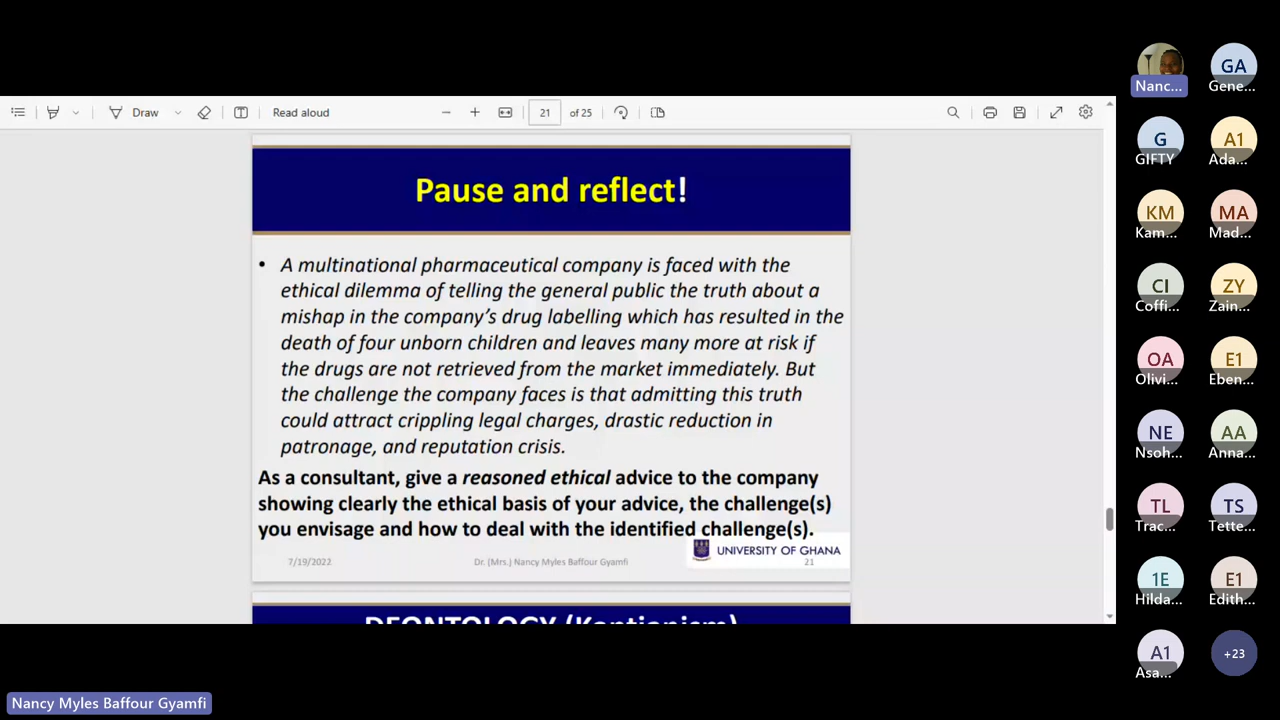 Draw
Read aloud
21
of 25
Pause and reflect!
• A multinational pharmaceutical company is faced with the
ethical dilemma of telling the general public the truth about a
mishap in the company's drug labelling which has resulted in the
death of four unborn children and leaves many more at risk if
the drugs are not retrieved from the market immediately. But
the challenge the company faces is that admitting this truth
could attract crippling legal charges, drastic reduction in
patronage, and reputation crisis.
As a consultant, give a reasoned ethical advice to the company
showing clearly the ethical basis of your advice, the challenge(s)
you envisage and how to deal with the identified challenge(s).
UNIVERSITY OF GHANA
7/19/2022
Dr. (Mrs.) Nancy Myles Baffour Gyamfi
21
DEONTOLOGY (Kantianism)
Nanc...
GA
Gene...
G
GIFTY
A1
Ada...
KM
Kam...
MA
Mad...
CI
Coffi...
ZY
Zain...
OA
Olivi...
E1
Eben...
NE
Nsoh...
AA
Anna...
TL
Trac...
TS
Tette...
1E
Hilda...
E1
Edith...
A1
Asa...
+23
Nancy Myles Baffour Gyamfi